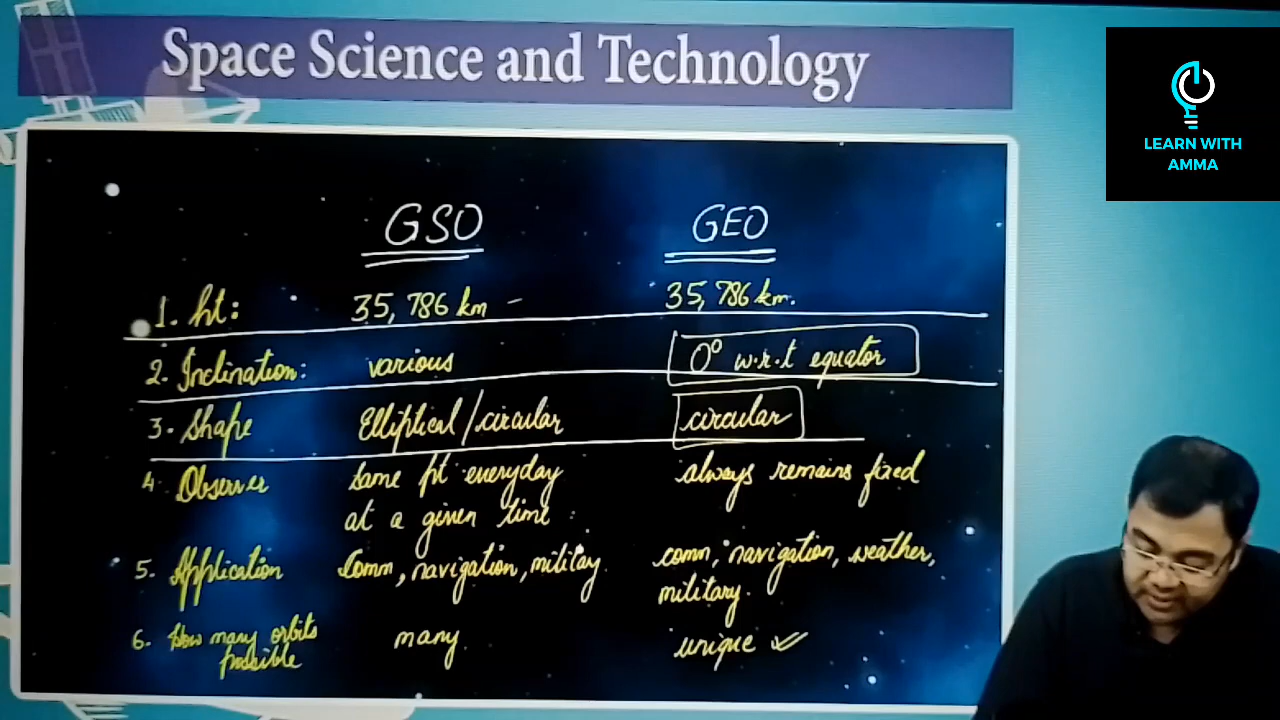 Space Science and Technology
LEARN WITH
AMMA
GSO GEO
1. ht: 35,786 km 35,786 km.
2. Inclination: various 0° w.r.t equator
3. Shape Elliptical/circular circular
4. Observer same pt everyday always remains fixed
at a given time.
5. Application Comm, navigation, military. comm, navigation, weather,
military.
6. How many orbits many. unique ✓
possible